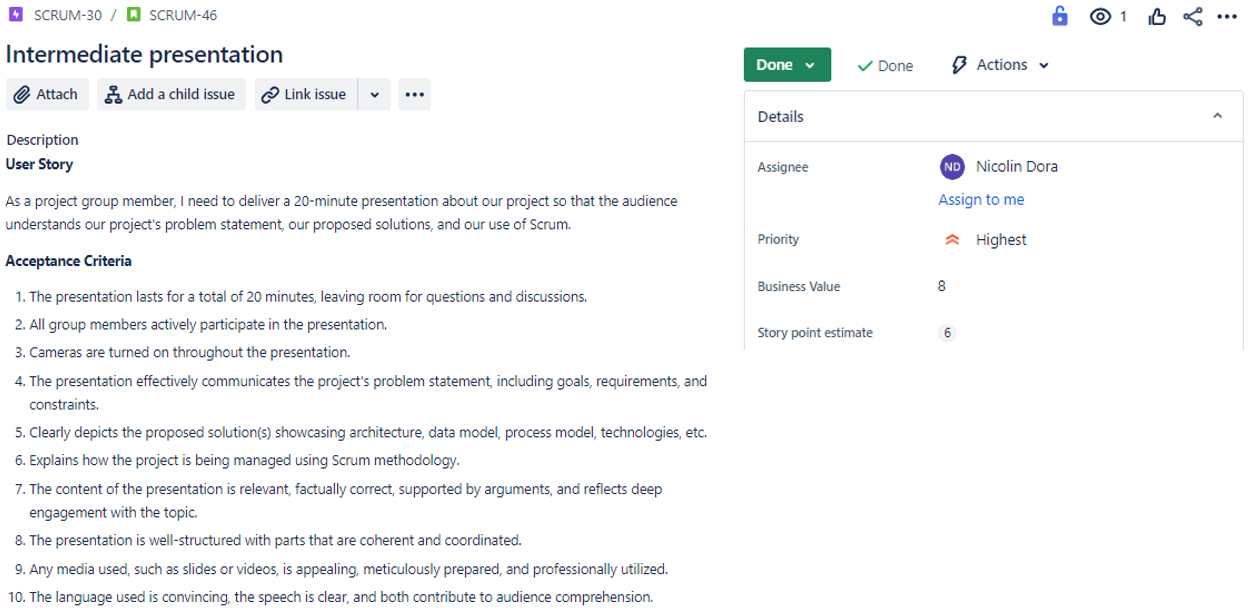 SCRUM-30 / SCRUM-46
1
Intermediate presentation
Attach Add a child issue Link issue
Description
User Story
As a project group member, I need to deliver a 20-minute presentation about our project so that the audience
understands our project's problem statement, our proposed solutions, and our use of Scrum.
Acceptance Criteria
1. The presentation lasts for a total of 20 minutes, leaving room for questions and discussions.
2. All group members actively participate in the presentation.
3. Cameras are turned on throughout the presentation.
4. The presentation effectively communicates the project's problem statement, including goals, requirements, and
constraints.
5. Clearly depicts the proposed solution(s) showcasing architecture, data model, process model, technologies, etc.
6. Explains how the project is being managed using Scrum methodology.
7. The content of the presentation is relevant, factually correct, supported by arguments, and reflects deep
engagement with the topic.
8. The presentation is well-structured with parts that are coherent and coordinated.
9. Any media used, such as slides or videos, is appealing, meticulously prepared, and professionally utilized.
10. The language used is convincing, the speech is clear, and both contribute to audience comprehension.
Done Done Actions
Details
Assignee ND Nicolin Dora
Assign to me
Priority Highest
Business Value 8
Story point estimate 6